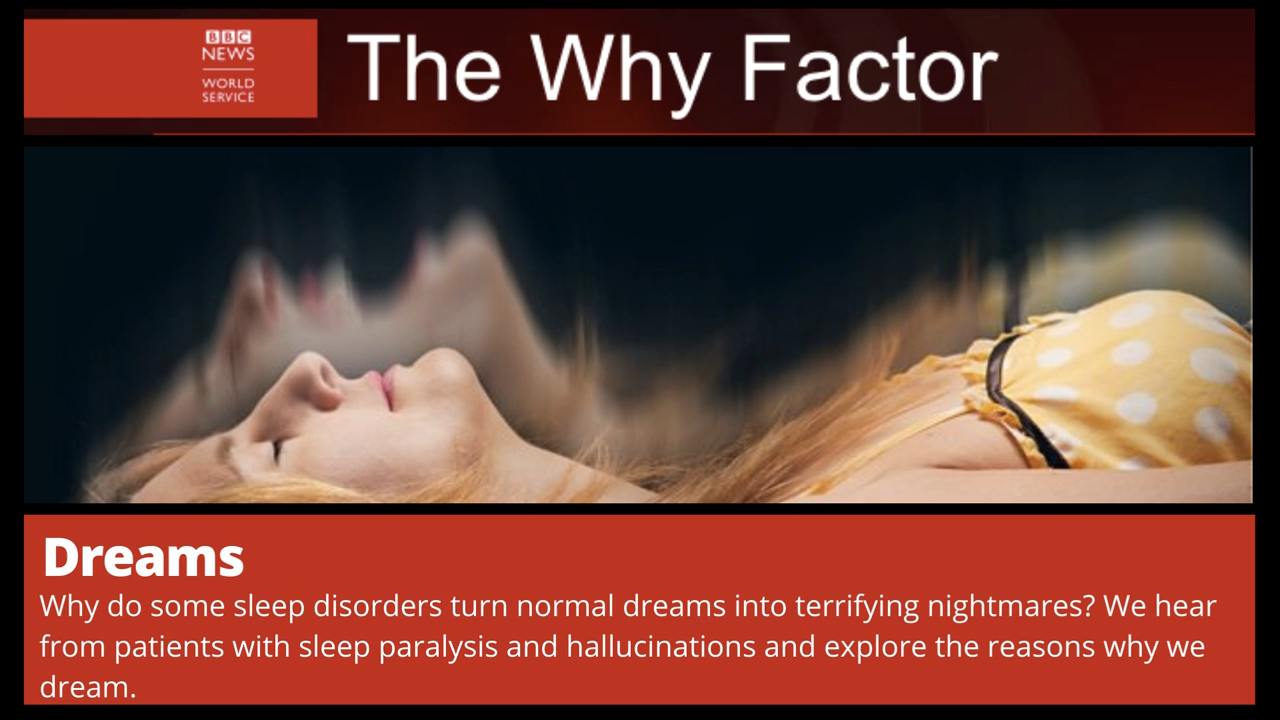 BBC
NEWS
WORLD
SERVICE
The Why Factor
Dreams
Why do some sleep disorders turn normal dreams into terrifying nightmares? We hear
from patients with sleep paralysis and hallucinations and explore the reasons why we
dream.